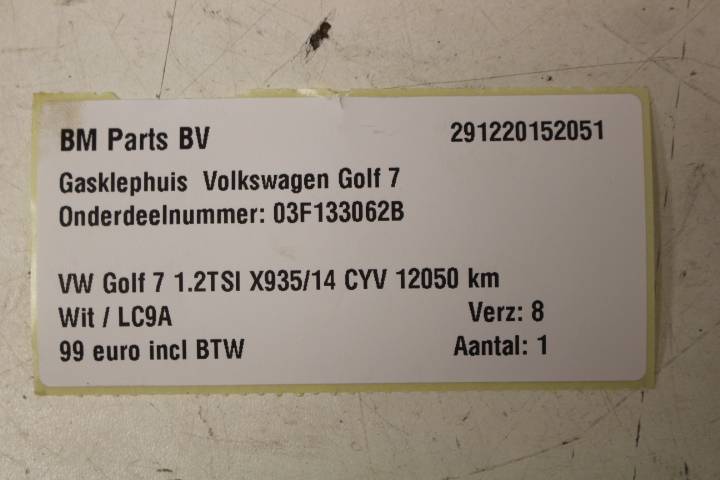 BM Parts BV 291220152051
Gasklephuis Volkswagen Golf 7
Onderdeelnummer: 03F133062B
VW Golf 7 1.2TSI X935/14 CYV 12050 km
Wit / LC9A Verz: 8
99 euro incl BTW Aantal: 1